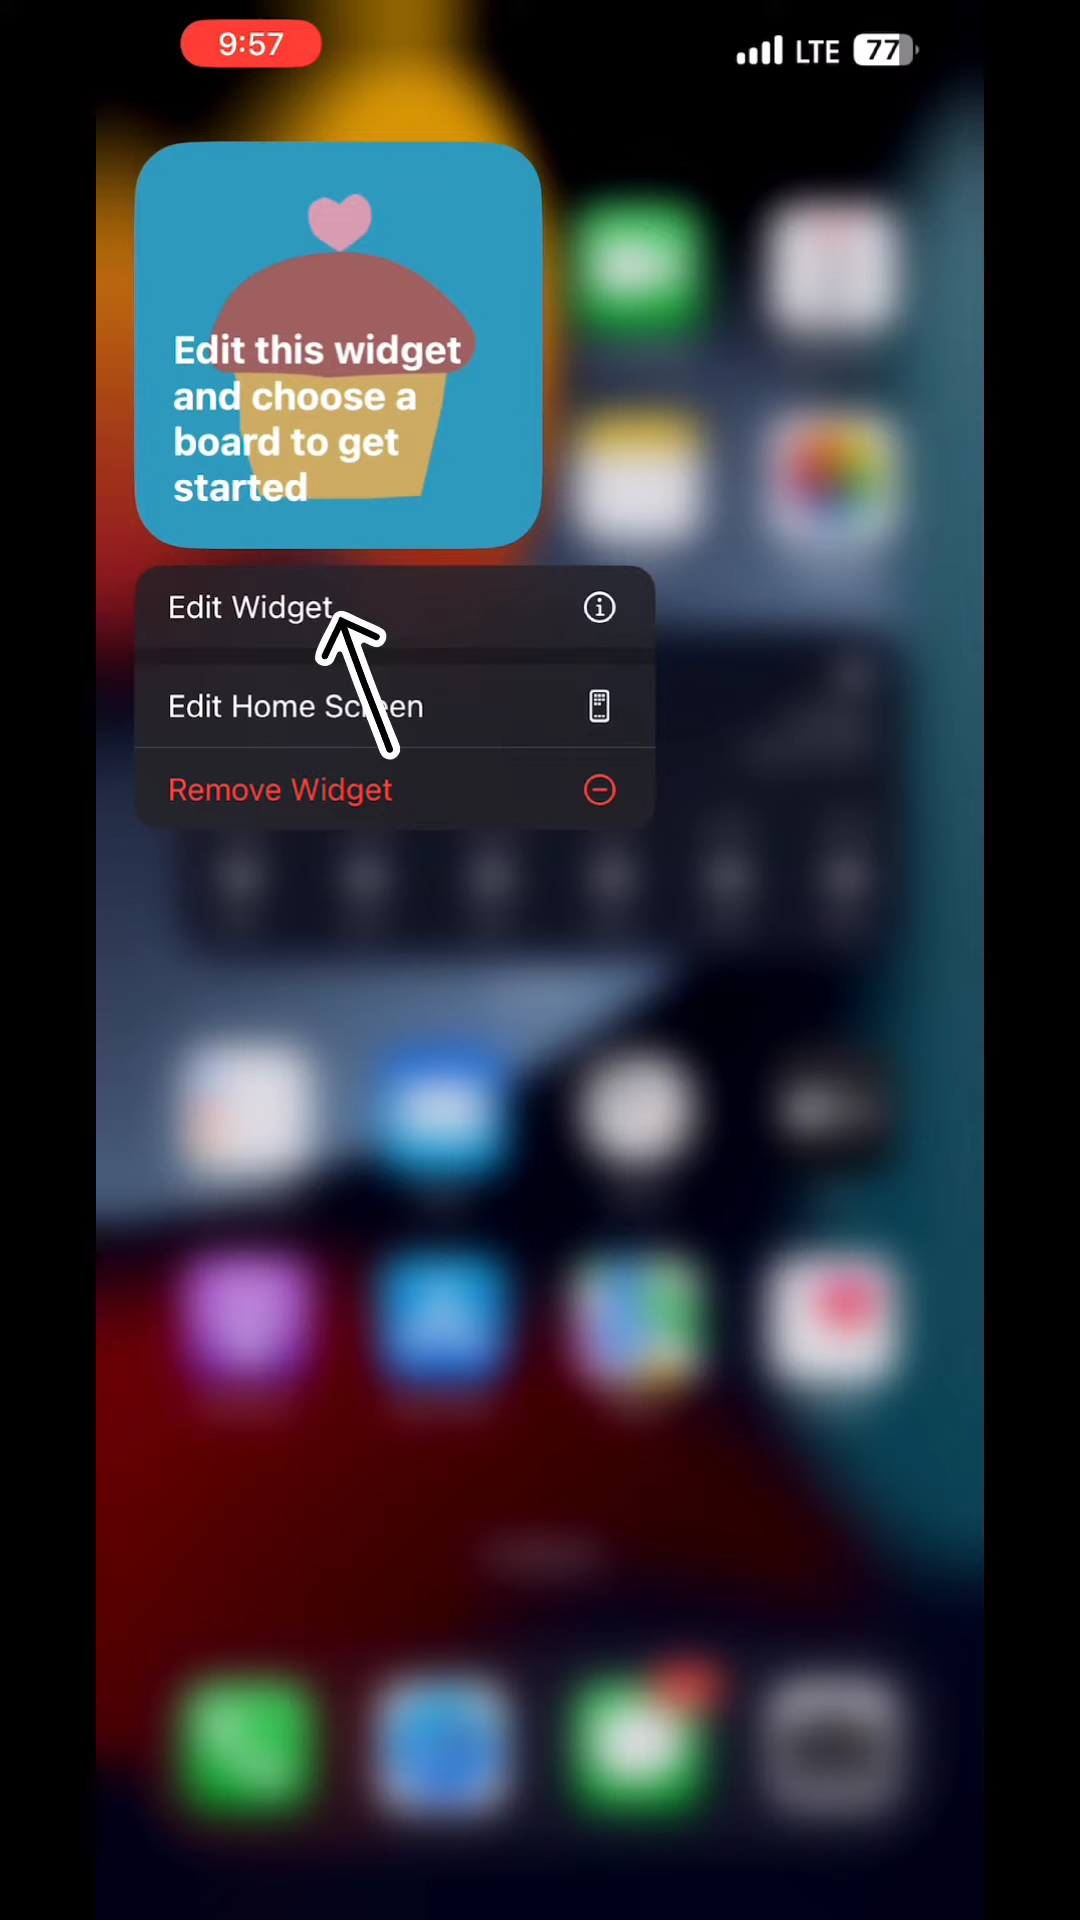 9:57
LTE 77
Edit this widget
and choose a
board to get
started
Edit Widget
Edit Home Screen
Remove Widget